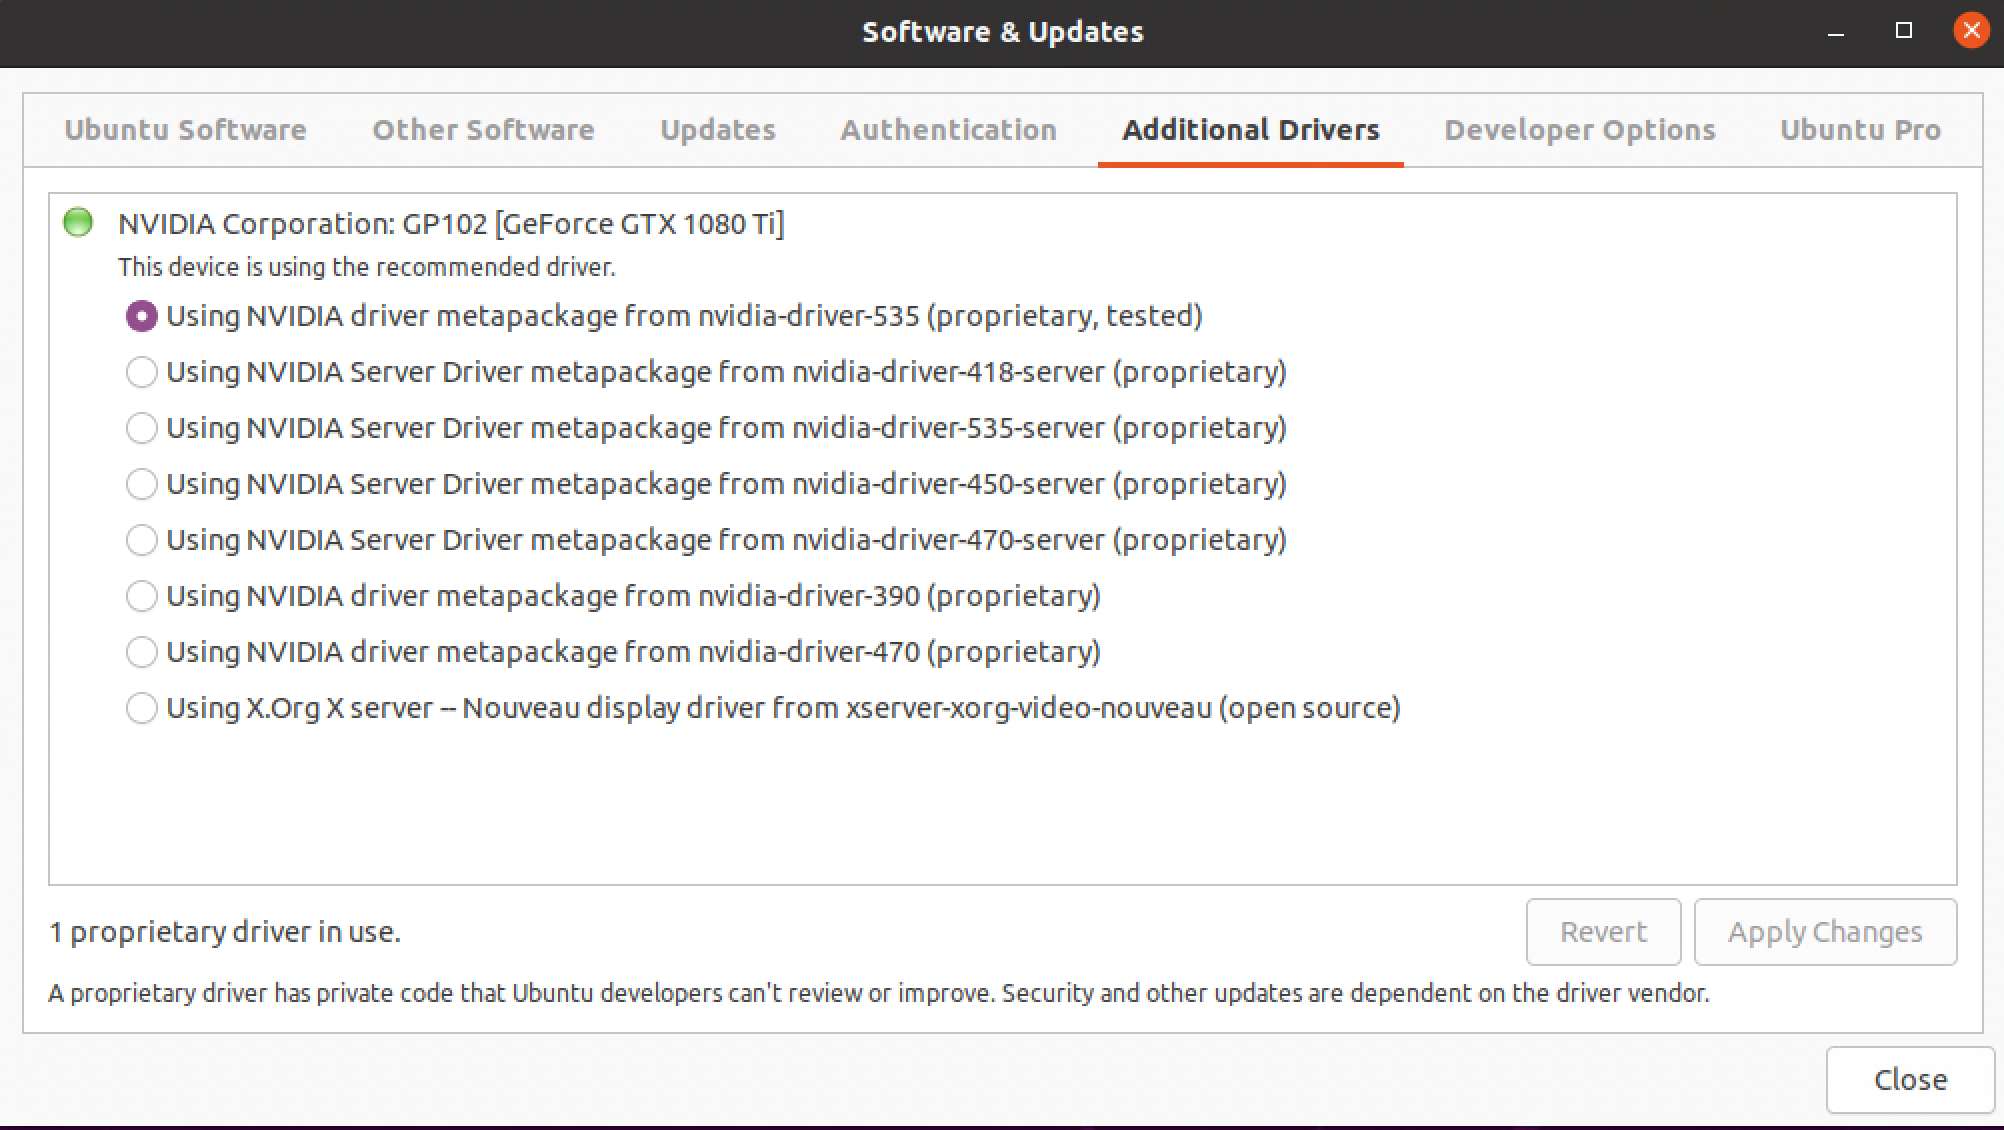 Software & Updates
Ubuntu Software
Other Software
Updates
Authentication
Additional Drivers
Developer Options
Ubuntu Pro
NVIDIA Corporation: GP102 [GeForce GTX 1080 Ti]
This device is using the recommended driver.
Using NVIDIA driver metapackage from nvidia-driver-535 (proprietary, tested)
Using NVIDIA Server Driver metapackage from nvidia-driver-418-server (proprietary)
Using NVIDIA Server Driver metapackage from nvidia-driver-535-server (proprietary)
Using NVIDIA Server Driver metapackage from nvidia-driver-450-server (proprietary)
Using NVIDIA Server Driver metapackage from nvidia-driver-470-server (proprietary)
Using NVIDIA driver metapackage from nvidia-driver-390 (proprietary)
Using NVIDIA driver metapackage from nvidia-driver-470 (proprietary)
Using X.Org X server -- Nouveau display driver from xserver-xorg-video-nouveau (open source)
1 proprietary driver in use.
Revert
Apply Changes
A proprietary driver has private code that Ubuntu developers can't review or improve. Security and other updates are dependent on the driver vendor.
Close